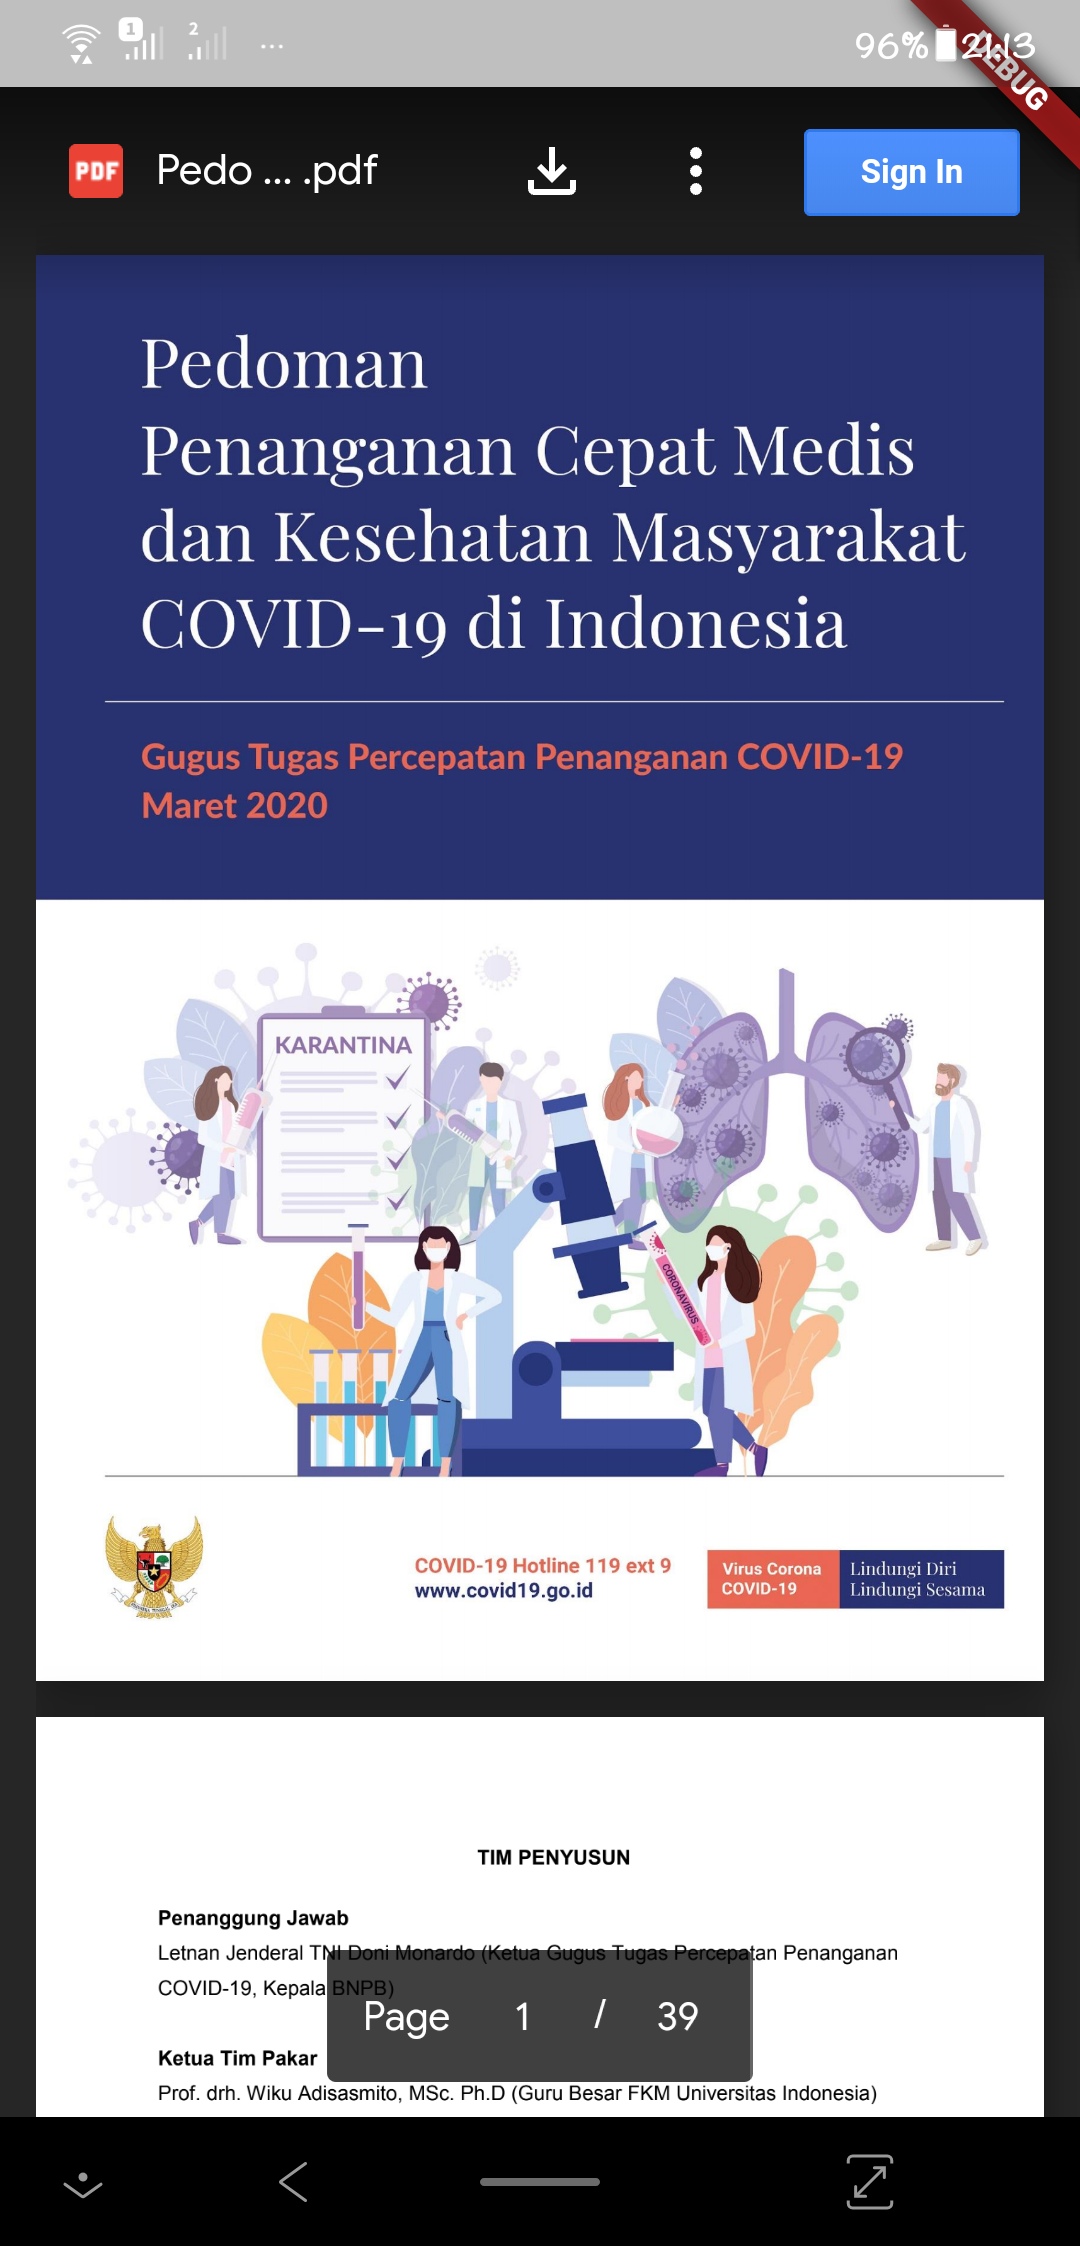 1
2
...
96%
21:13
DEBUG
PDF
Pedo ... .pdf
Sign In
Pedoman
Penanganan Cepat Medis
dan Kesehatan Masyarakat
COVID-19 di Indonesia
Gugus Tugas Percepatan Penanganan COVID-19
Maret 2020
KARANTINA
CORONAVIRUS
COVID-19 Hotline 119 ext 9
www.covid19.go.id
Virus Corona
COVID-19
Lindungi Diri
Lindungi Sesama
TIM PENYUSUN
Penanggung Jawab
Letnan Jenderal TNI Doni Monardo (Ketua Gugus Tugas Percepatan Penanganan
COVID-19, Kepala BNPB)
Page 1 / 39
Ketua Tim Pakar
Prof. drh. Wiku Adisasmito, MSc. Ph.D (Guru Besar FKM Universitas Indonesia)